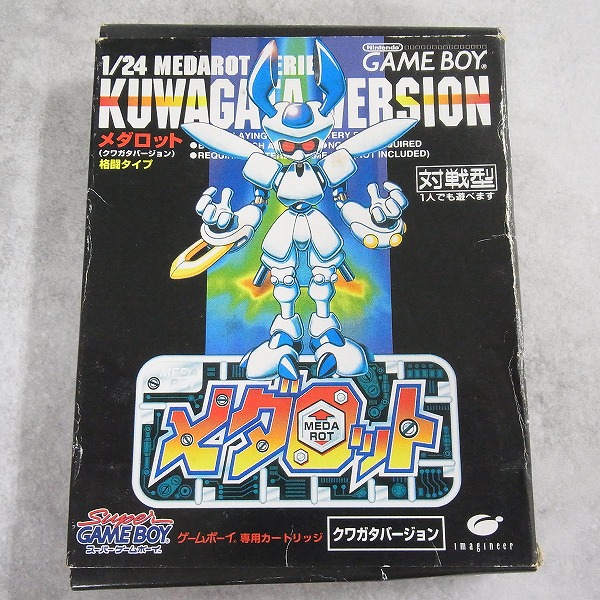 Nintendo
GAME BOY
1/24 MEDAROT
KUWAGATA VERSION
メダロット
(クワガタバージョン)
格闘タイプ
対戦型
1人でも遊べます
メダロット
MEDA
ROT
Super
GAME BOY
スーパーゲームボーイ
ゲームボーイ専用カートリッジ
クワガタバージョン
imagineer